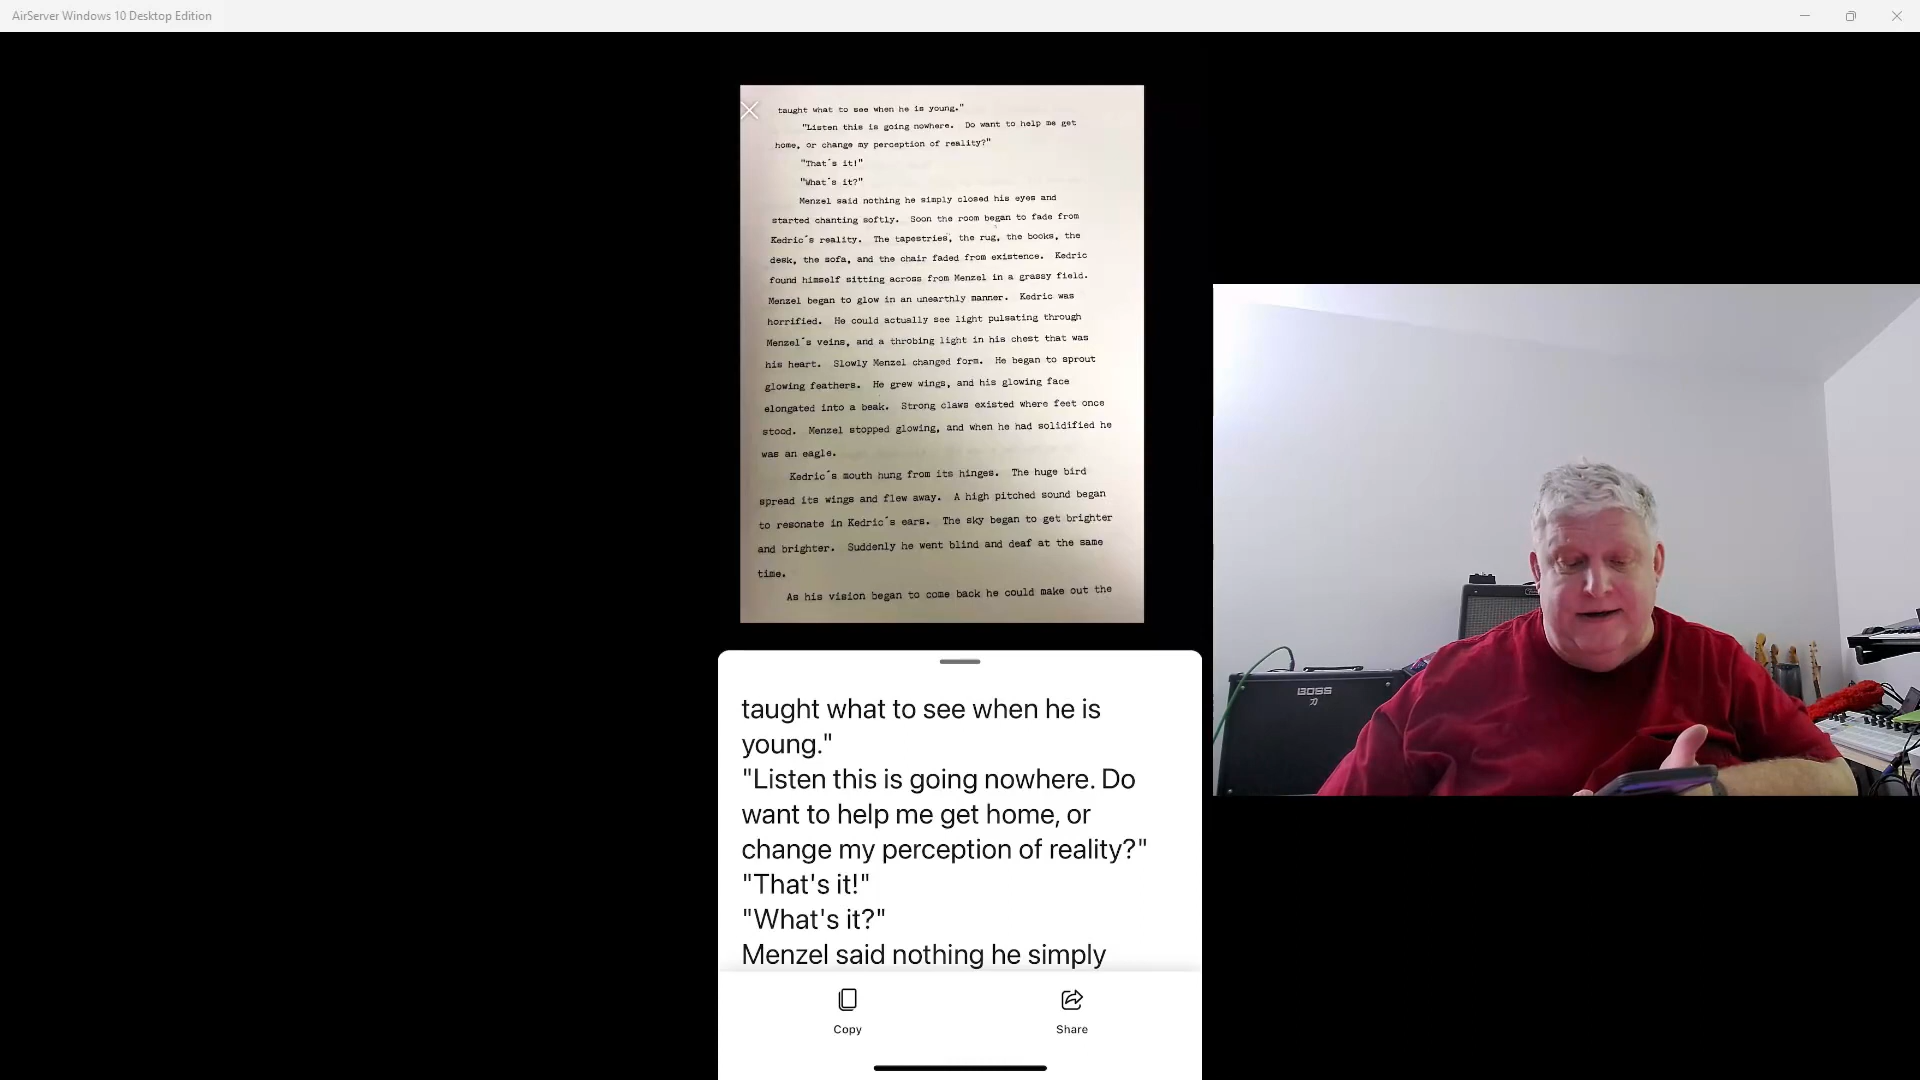 AirServer Windows 10 Desktop Edition
taught what to see when he is young."
"Listen this is going nowhere.  Do want to help me get
home, or change my perception of reality?"
"That´s it!"
"What´s it?"
Menzel said nothing he simply closed his eyes and
started chanting softly.  Soon the room began to fade from
Kedric´s reality.  The tapestries, the rug, the books, the
desk, the sofa, and the chair faded from existence.  Kedric
found himself sitting across from Menzel in a grassy field.
Menzel began to glow in an unearthly manner.  Kedric was
horrified.  He could actually see light pulsating through
Menzel´s veins, and a throbing light in his chest that was
his heart.  Slowly Menzel changed form.  He began to sprout
glowing feathers.  He grew wings, and his glowing face
elongated into a beak.  Strong claws existed where feet once
stood.  Menzel stopped glowing, and when he had solidified he
was an eagle.
Kedric´s mouth hung from its hinges.  The huge bird
spread its wings and flew away.  A high pitched sound began
to resonate in Kedric´s ears.  The sky began to get brighter
and brighter.  Suddenly he went blind and deaf at the same
time.
As his vision began to come back he could make out the
taught what to see when he is
young."
"Listen this is going nowhere. Do
want to help me get home, or
change my perception of reality?"
"That's it!"
"What's it?"
Menzel said nothing he simply
Copy
Share
BOSS